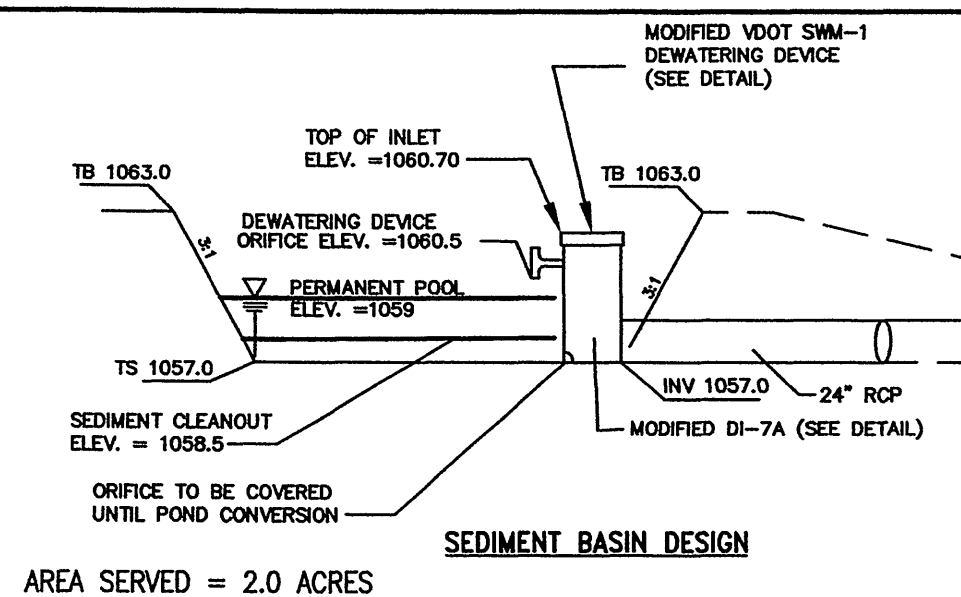 MODIFIED VDOT SWM-1
DEWATERING DEVICE
(SEE DETAIL)
TOP OF INLET
ELEV. =1060.70
TB 1063.0
TB 1063.0
DEWATERING DEVICE
ORIFICE ELEV. =1060.5
3:1
3:1
PERMANENT POOL
ELEV. =1059
TS 1057.0
INV 1057.0
24" RCP
SEDIMENT CLEANOUT
ELEV. = 1058.5
MODIFIED DI-7A (SEE DETAIL)
ORIFICE TO BE COVERED
UNTIL POND CONVERSION
SEDIMENT BASIN DESIGN
AREA SERVED = 2.0 ACRES